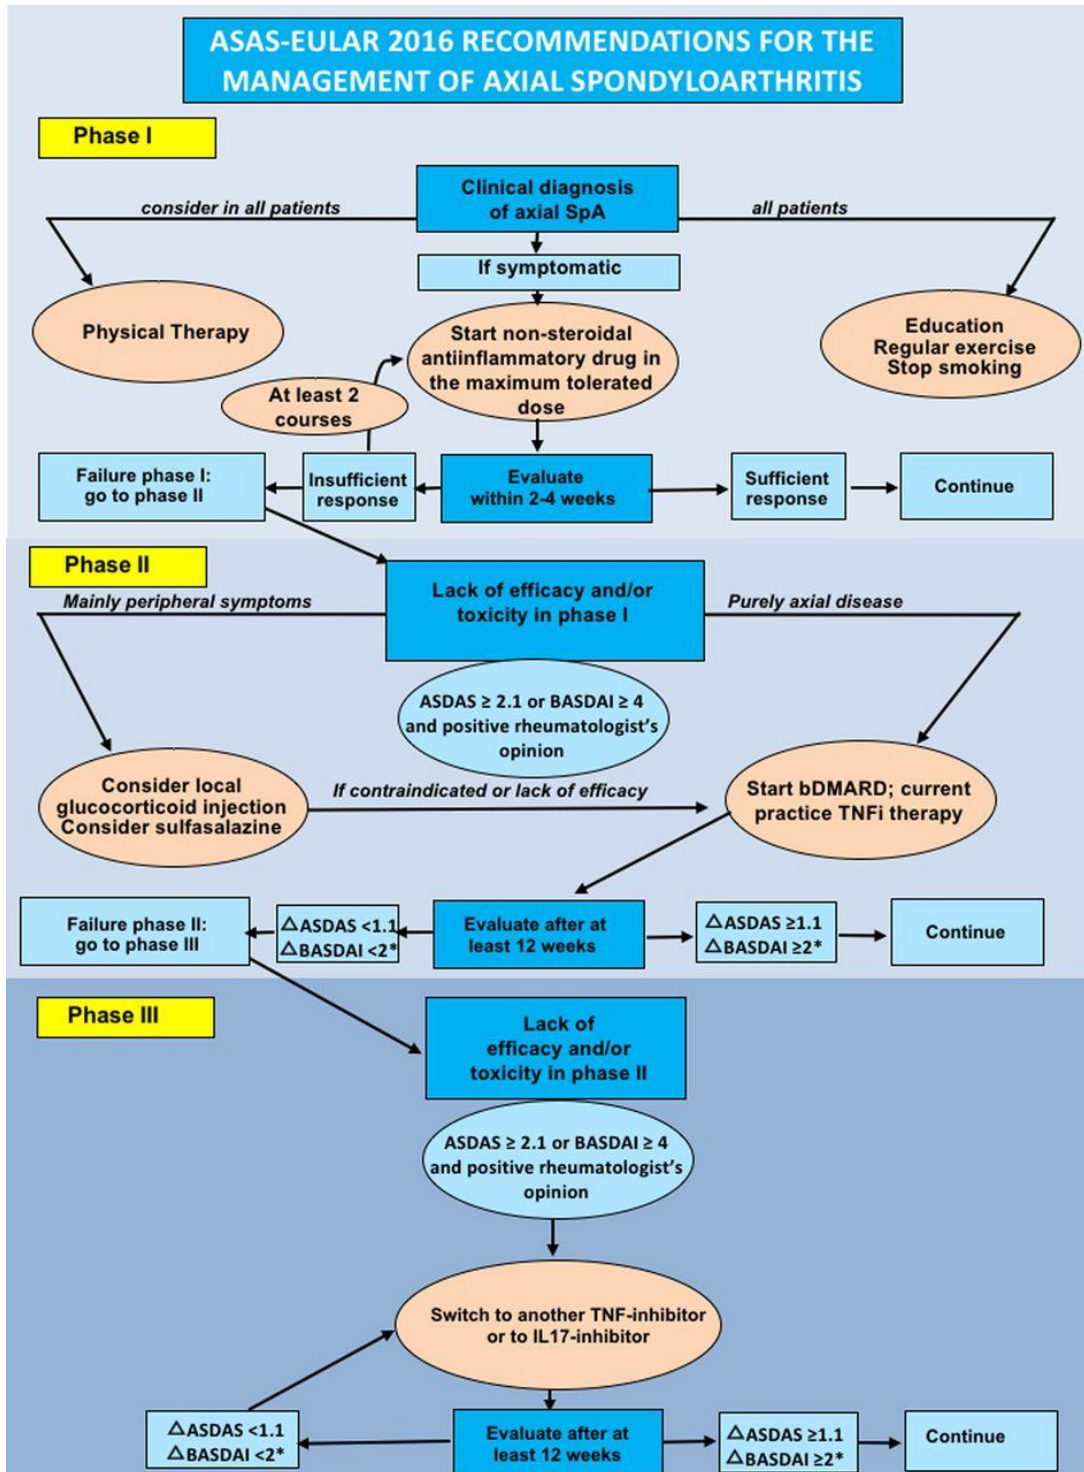 ASAS-EULAR 2016 RECOMMENDATIONS FOR THE
MANAGEMENT OF AXIAL SPONDYLOARTHRITIS
Phase I
Clinical diagnosis
of axial SpA
consider in all patients
all patients
If symptomatic
Physical Therapy
Start non-steroidal
antiinflammatory drug in
the maximum tolerated
dose
Education
Regular exercise
Stop smoking
At least 2
courses
Failure phase I:
go to phase II
Insufficient
response
Evaluate
within 2-4 weeks
Sufficient
response
Continue
Phase II
Lack of efficacy and/or
toxicity in phase I
Mainly peripheral symptoms
Purely axial disease
ASDAS ≥ 2.1 or BASDAI ≥ 4
and positive rheumatologist's
opinion
Consider local
glucocorticoid injection
Consider sulfasalazine
If contraindicated or lack of efficacy
Start bDMARD; current
practice TNFi therapy
Failure phase II:
go to phase III
△ASDAS <1.1
△BASDAI <2*
Evaluate after at
least 12 weeks
△ASDAS ≥1.1
△BASDAI ≥2*
Continue
Phase III
Lack of
efficacy and/or
toxicity in phase II
ASDAS ≥ 2.1 or BASDAI ≥ 4
and positive rheumatologist's
opinion
Switch to another TNF-inhibitor
or to IL17-inhibitor
△ASDAS <1.1
△BASDAI <2*
Evaluate after at
least 12 weeks
△ASDAS ≥1.1
△BASDAI ≥2*
Continue